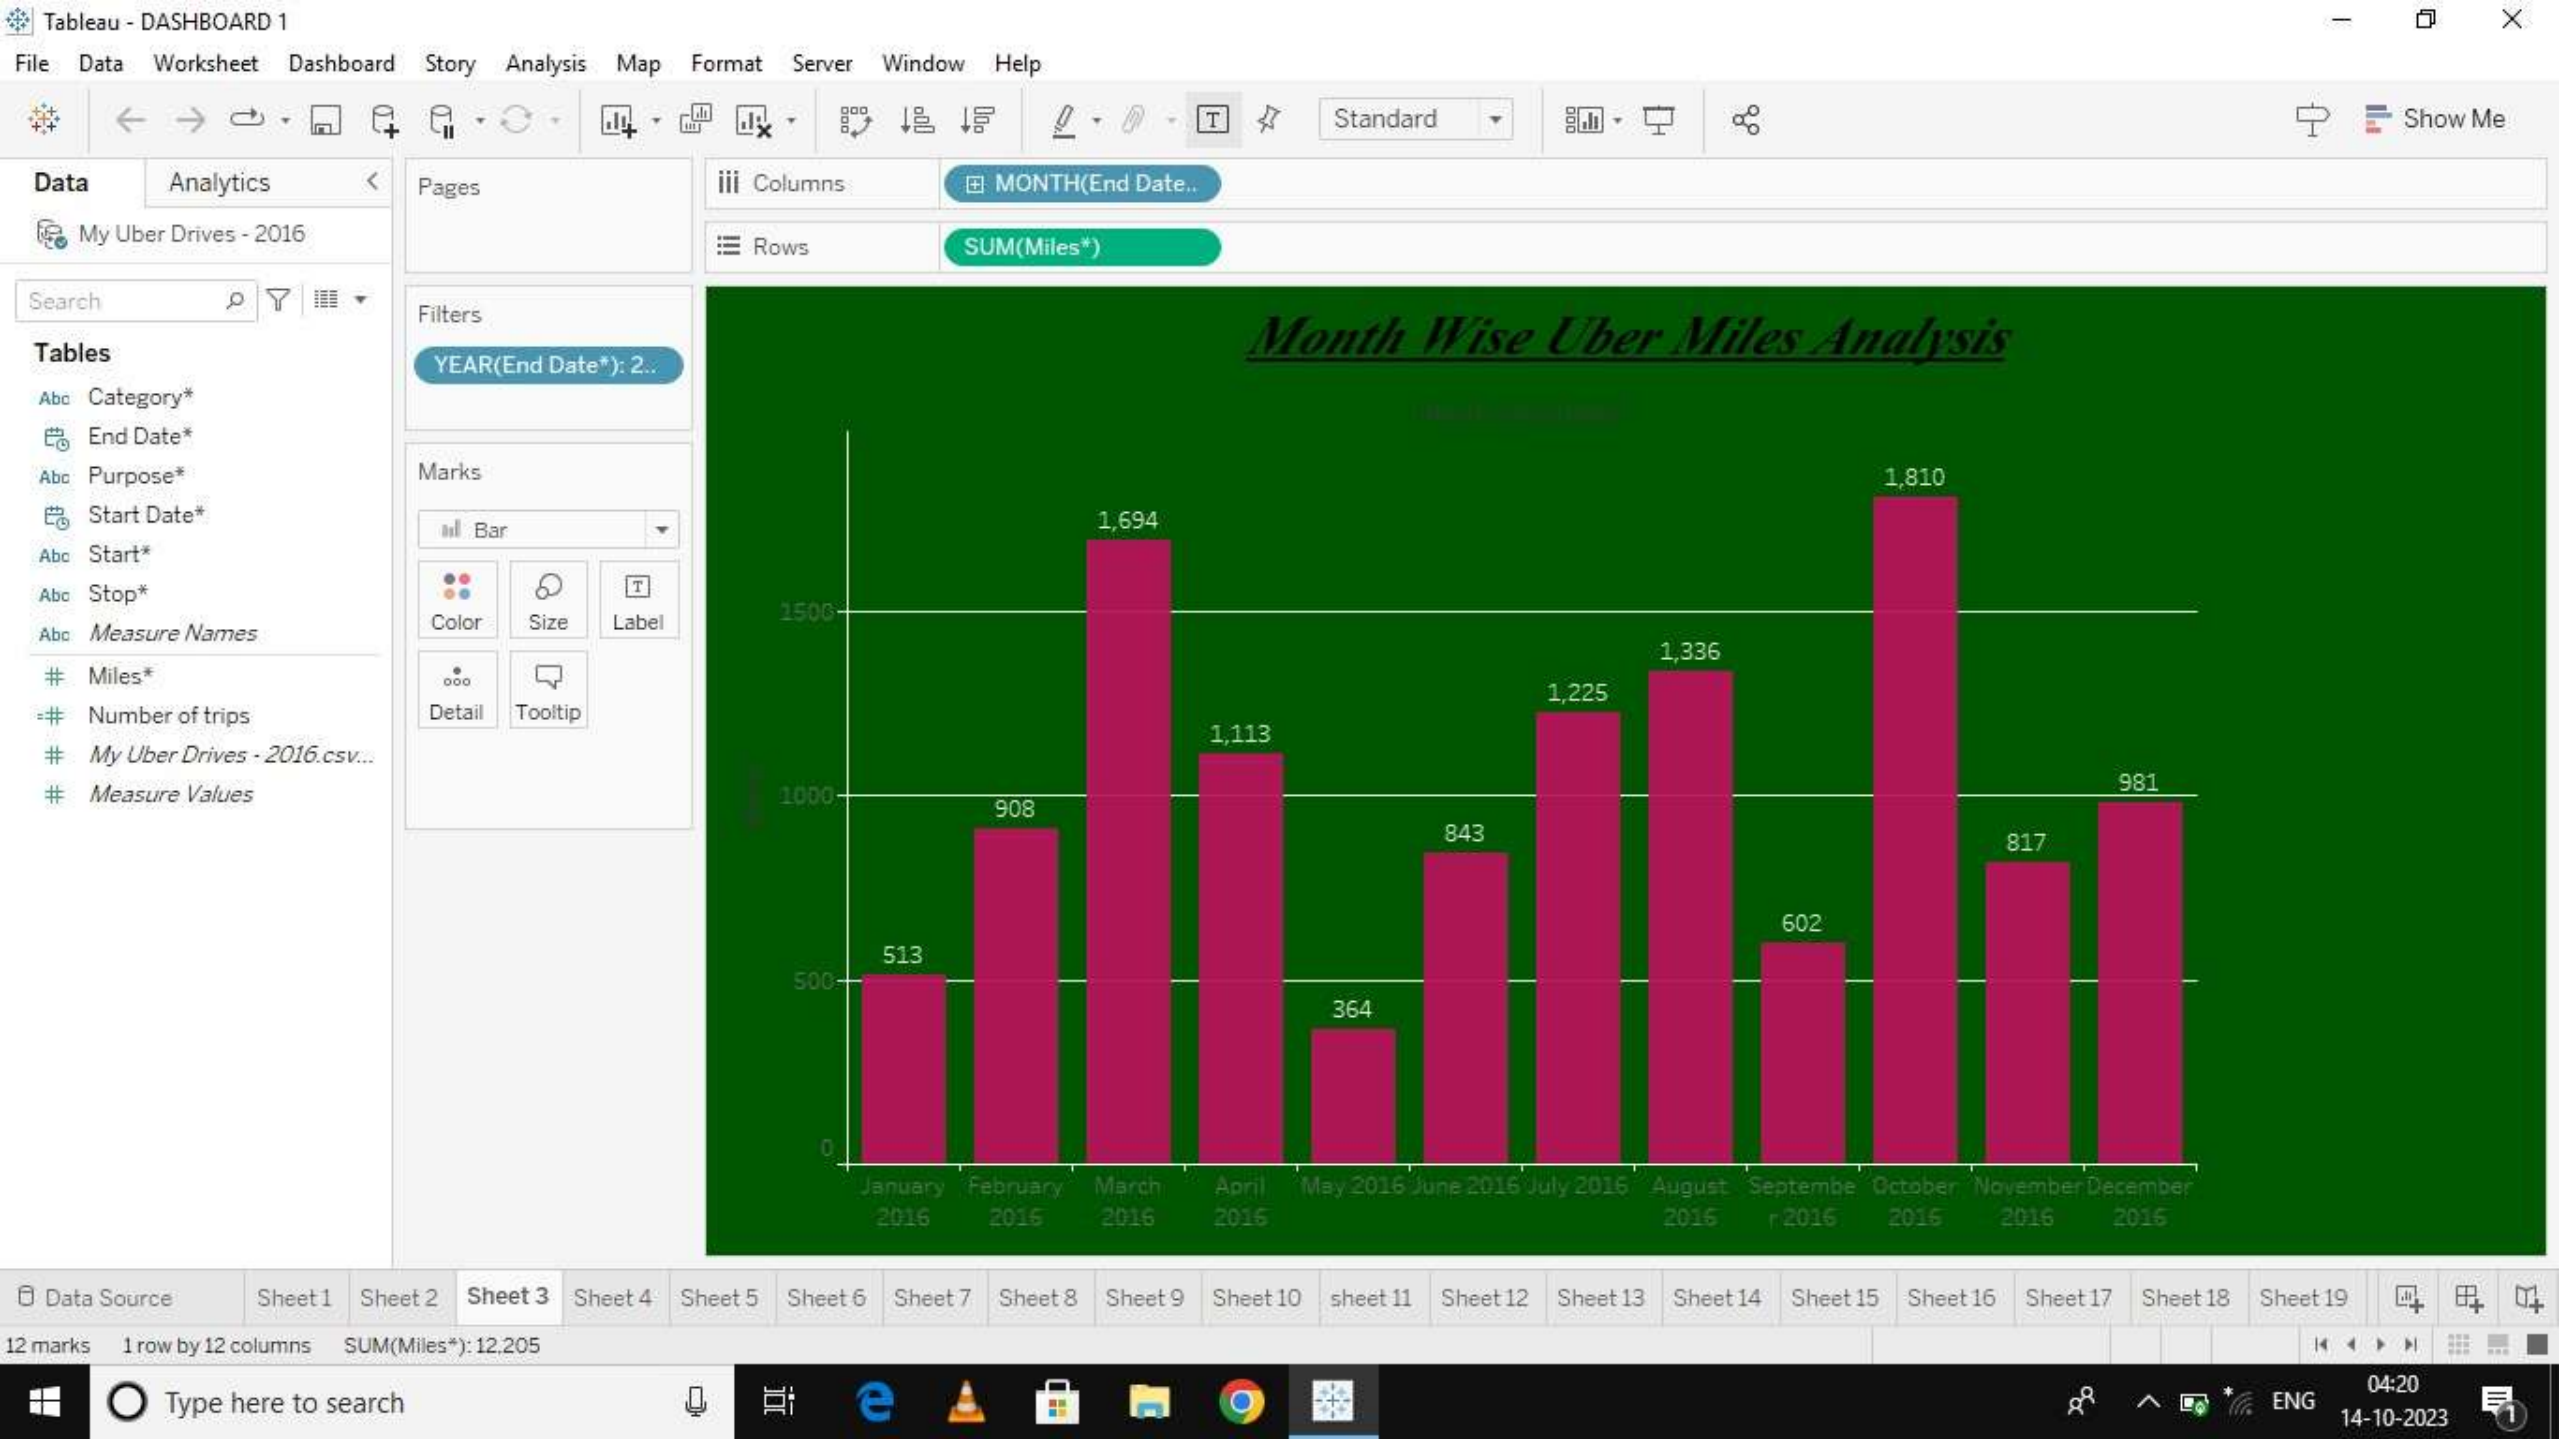 Tableau - DASHBOARD 1
File Data Worksheet Dashboard Story Analysis Map Format Server Window Help
Standard
Show Me
Data Analytics
My Uber Drives - 2016
Search
Tables
Abc Category*
End Date*
Abc Purpose*
Start Date*
Abc Start*
Abc Stop*
Abc Measure Names
# Miles*
=# Number of trips
# My Uber Drives - 2016.csv...
# Measure Values
Pages
Filters
YEAR(End Date*): 2..
Marks
Bar
Color Size Label
Detail Tooltip
Columns MONTH(End Date..
Rows SUM(Miles*)
Month Wise Uber Miles Analysis
1,810
1,694
1500
1,336
1,225
1,113
1000
981
908
843
817
602
513
500
364
0
January 2016
February 2016
March 2016
April 2016
May 2016
June 2016
July 2016
August 2016
Septembe
r 2016
October 2016
November 2016
December 2016
Data Source Sheet 1 Sheet 2 Sheet 3 Sheet 4 Sheet 5 Sheet 6 Sheet 7 Sheet 8 Sheet 9 Sheet 10 sheet 11 Sheet 12 Sheet 13 Sheet 14 Sheet 15 Sheet 16 Sheet 17 Sheet 18 Sheet 19
12 marks 1 row by 12 columns SUM(Miles*): 12,205
Type here to search
ENG
04:20
14-10-2023
1